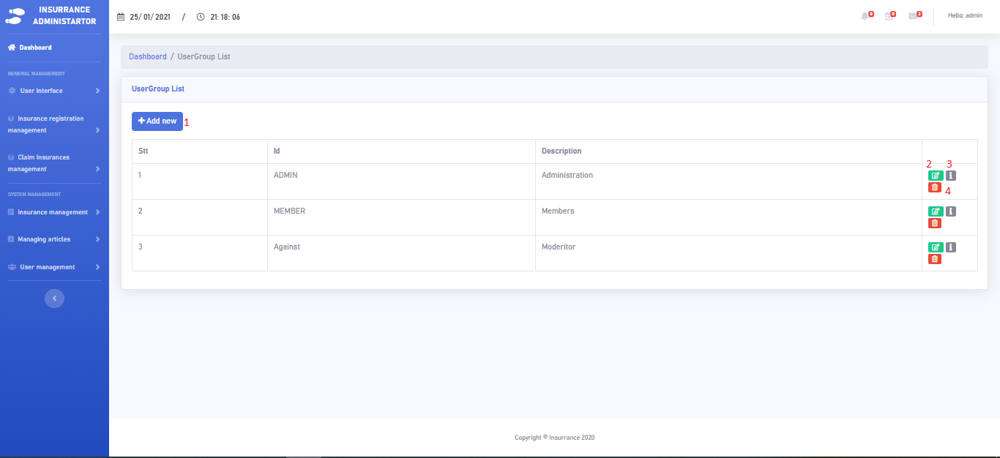 INSURRANCE
ADMINISTARTOR
25/ 01/ 2021 / 21: 18: 06
0
0
2
Hello: admin
Dashboard
GENERAL MANAGEMENT
User interface
Insurance registration
management
Claim Insurances
management
SYSTEM MANAGEMENT
Insurance management
Managing articles
User management
Dashboard / UserGroup List
UserGroup List
Add new 1
Stt Id Description
2 3
1 ADMIN Administration
4
2 MEMBER Members
3 Against Moderitor
Copyright © Insurrance 2020